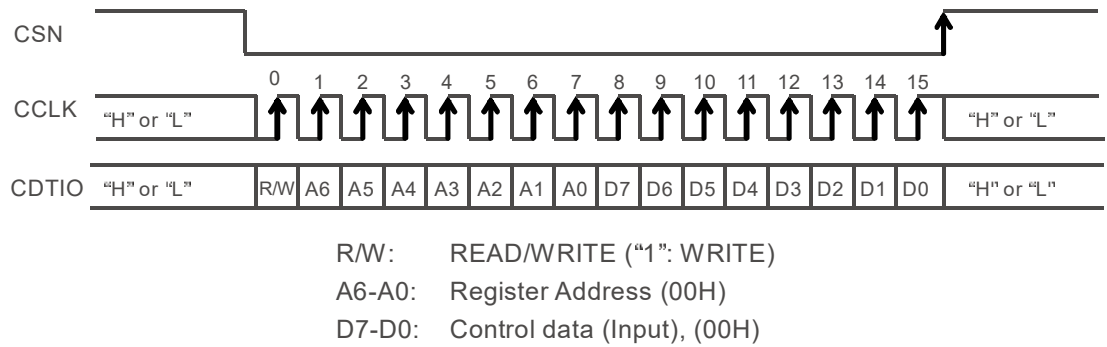 CSN
0 1 2 3 4 5 6 7 8 9 10 11 12 13 14 15
CCLK "H" or "L" "H" or "L"
CDTIO "H" or "L" R/W A6 A5 A4 A3 A2 A1 A0 D7 D6 D5 D4 D3 D2 D1 D0 "H" or "L"
R/W: READ/WRITE ("1": WRITE)
A6-A0: Register Address (00H)
D7-D0: Control data (Input), (00H)